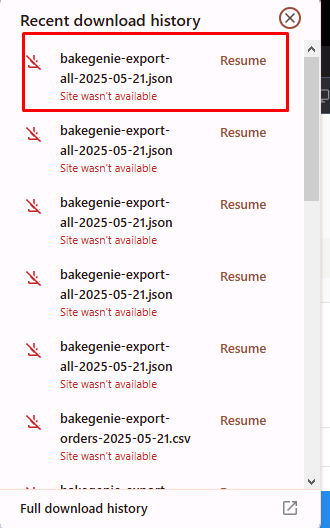 Recent download history
bakegenie-export-
all-2025-05-21.json
Resume
Site wasn't available
bakegenie-export-
all-2025-05-21.json
Resume
Site wasn't available
bakegenie-export-
all-2025-05-21.json
Resume
Site wasn't available
bakegenie-export-
all-2025-05-21.json
Resume
Site wasn't available
bakegenie-export-
all-2025-05-21.json
Resume
Site wasn't available
bakegenie-export-
orders-2025-05-21.csv
Resume
Site wasn't available
bakegenie-export-
Full download history